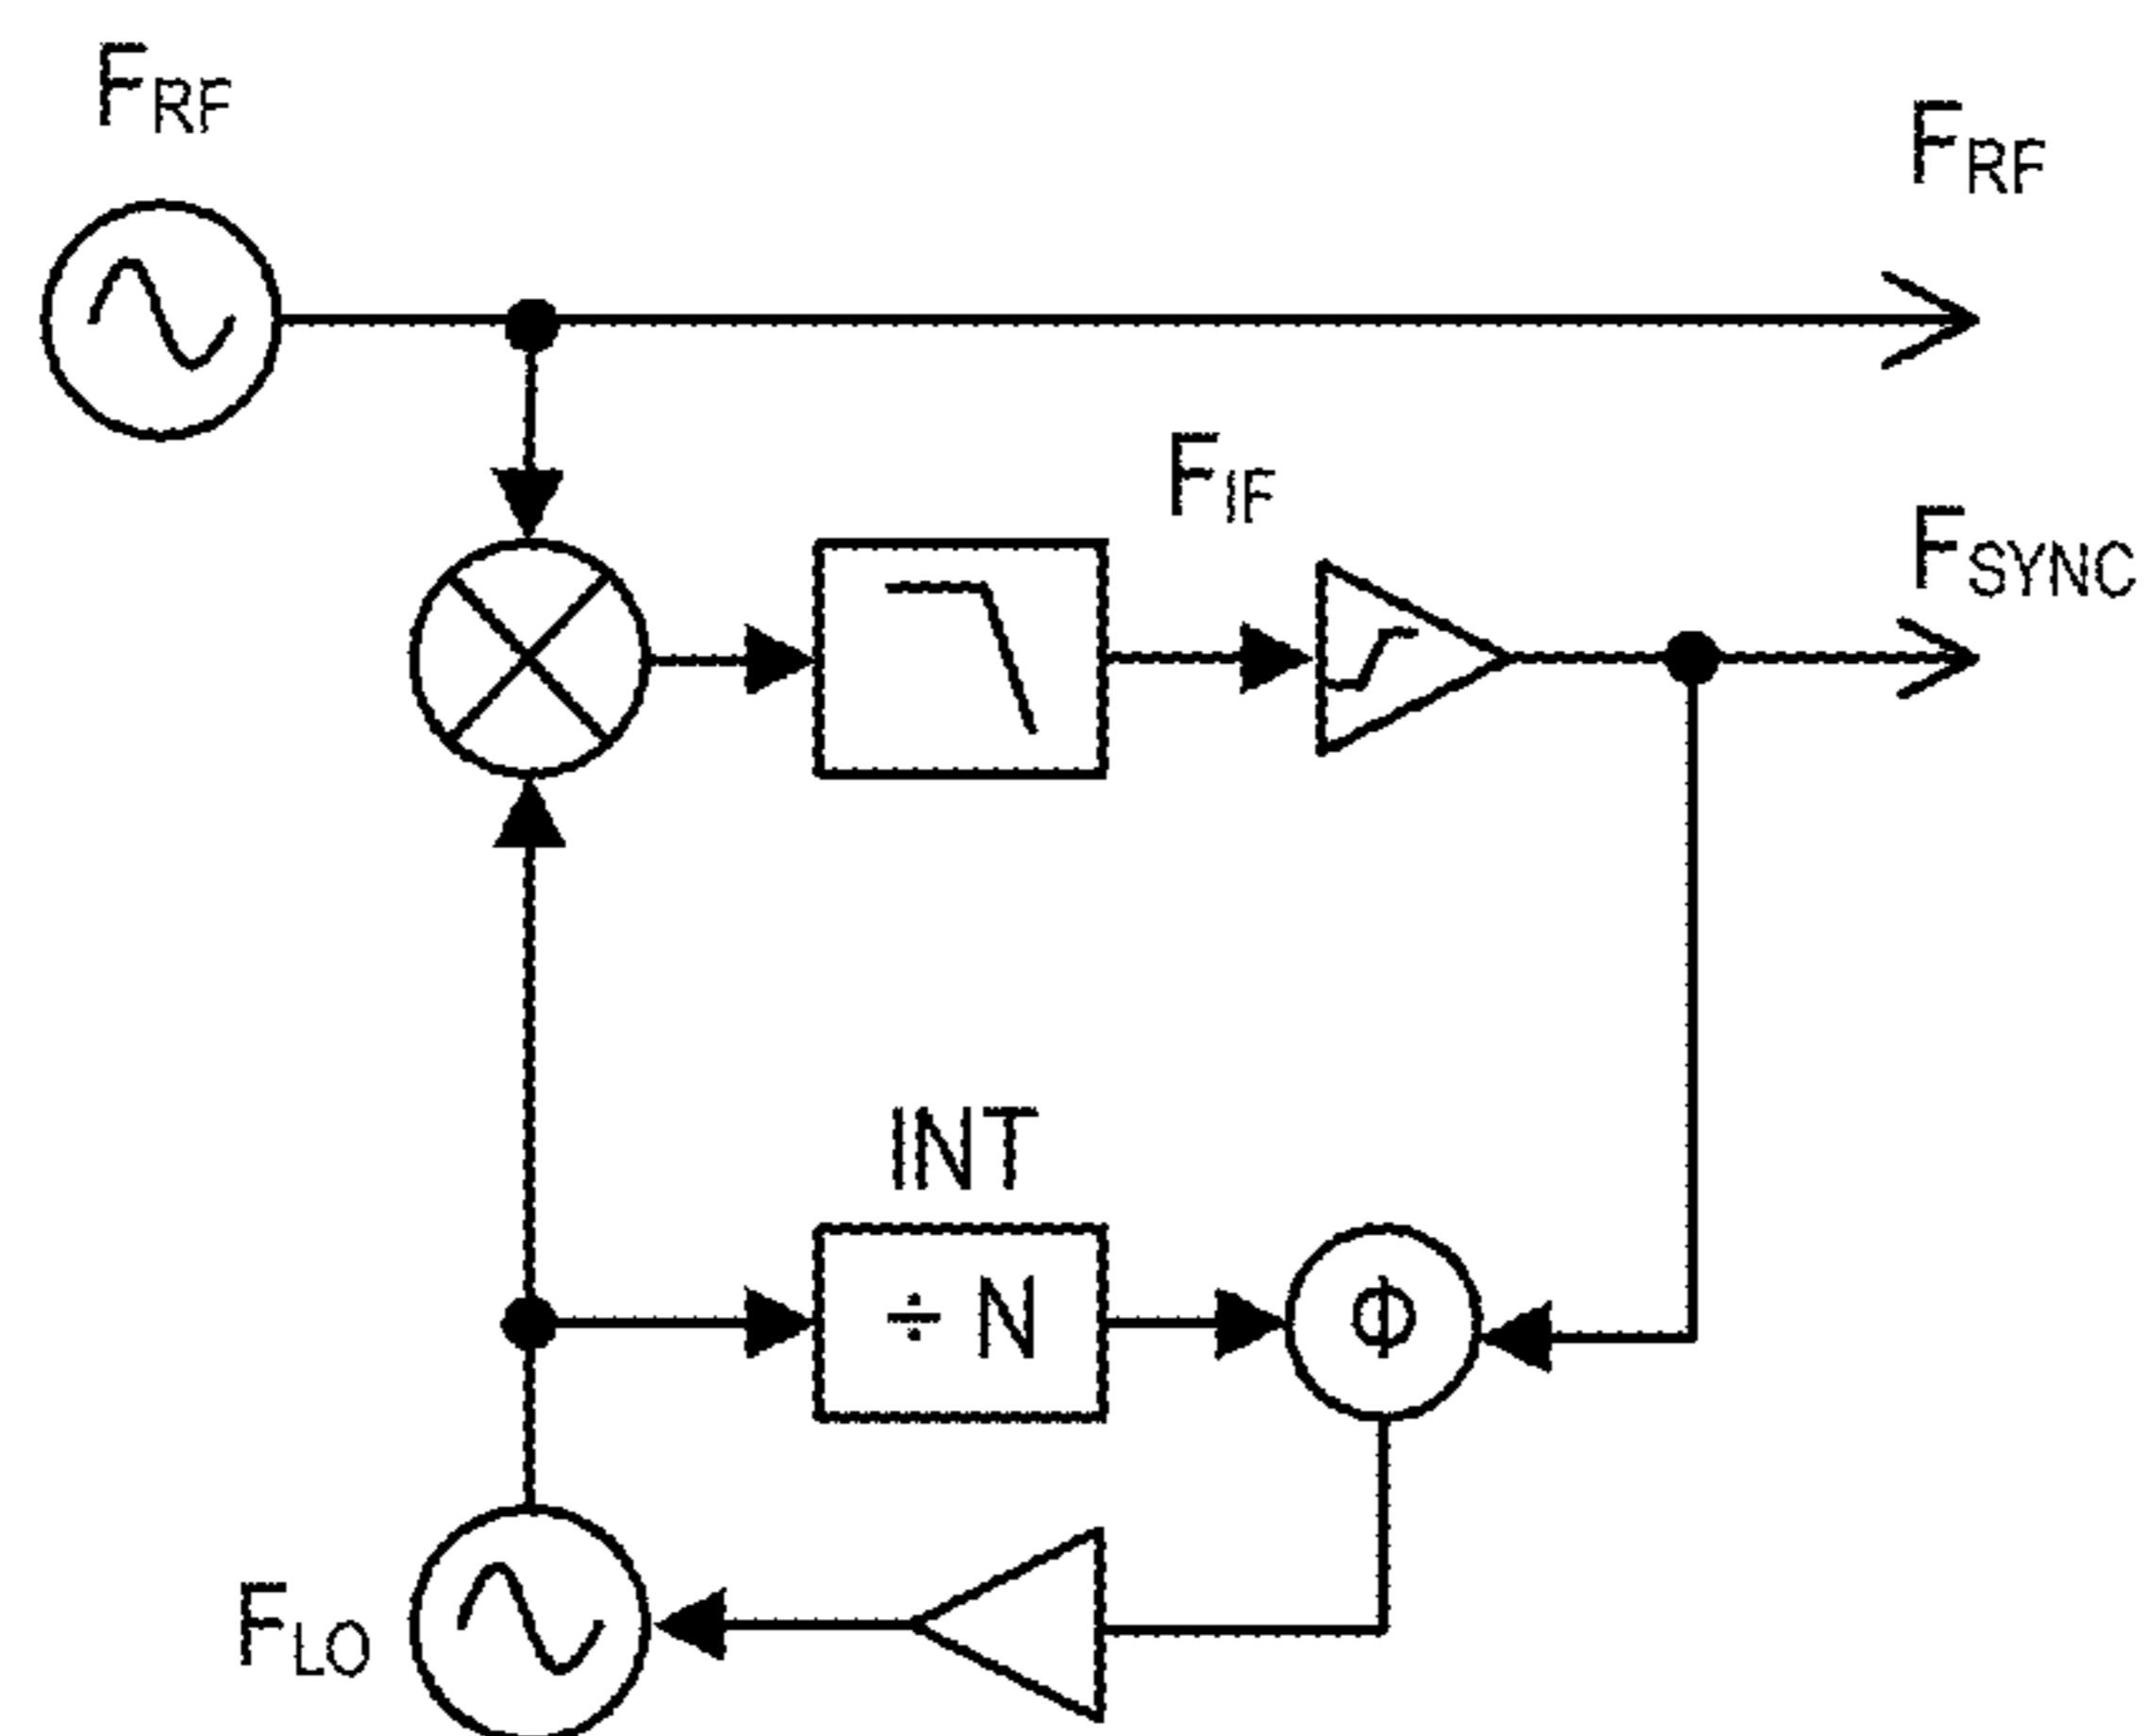 FRF
FRF
FIF
FSYNC
INT
÷ N
Φ
FLO